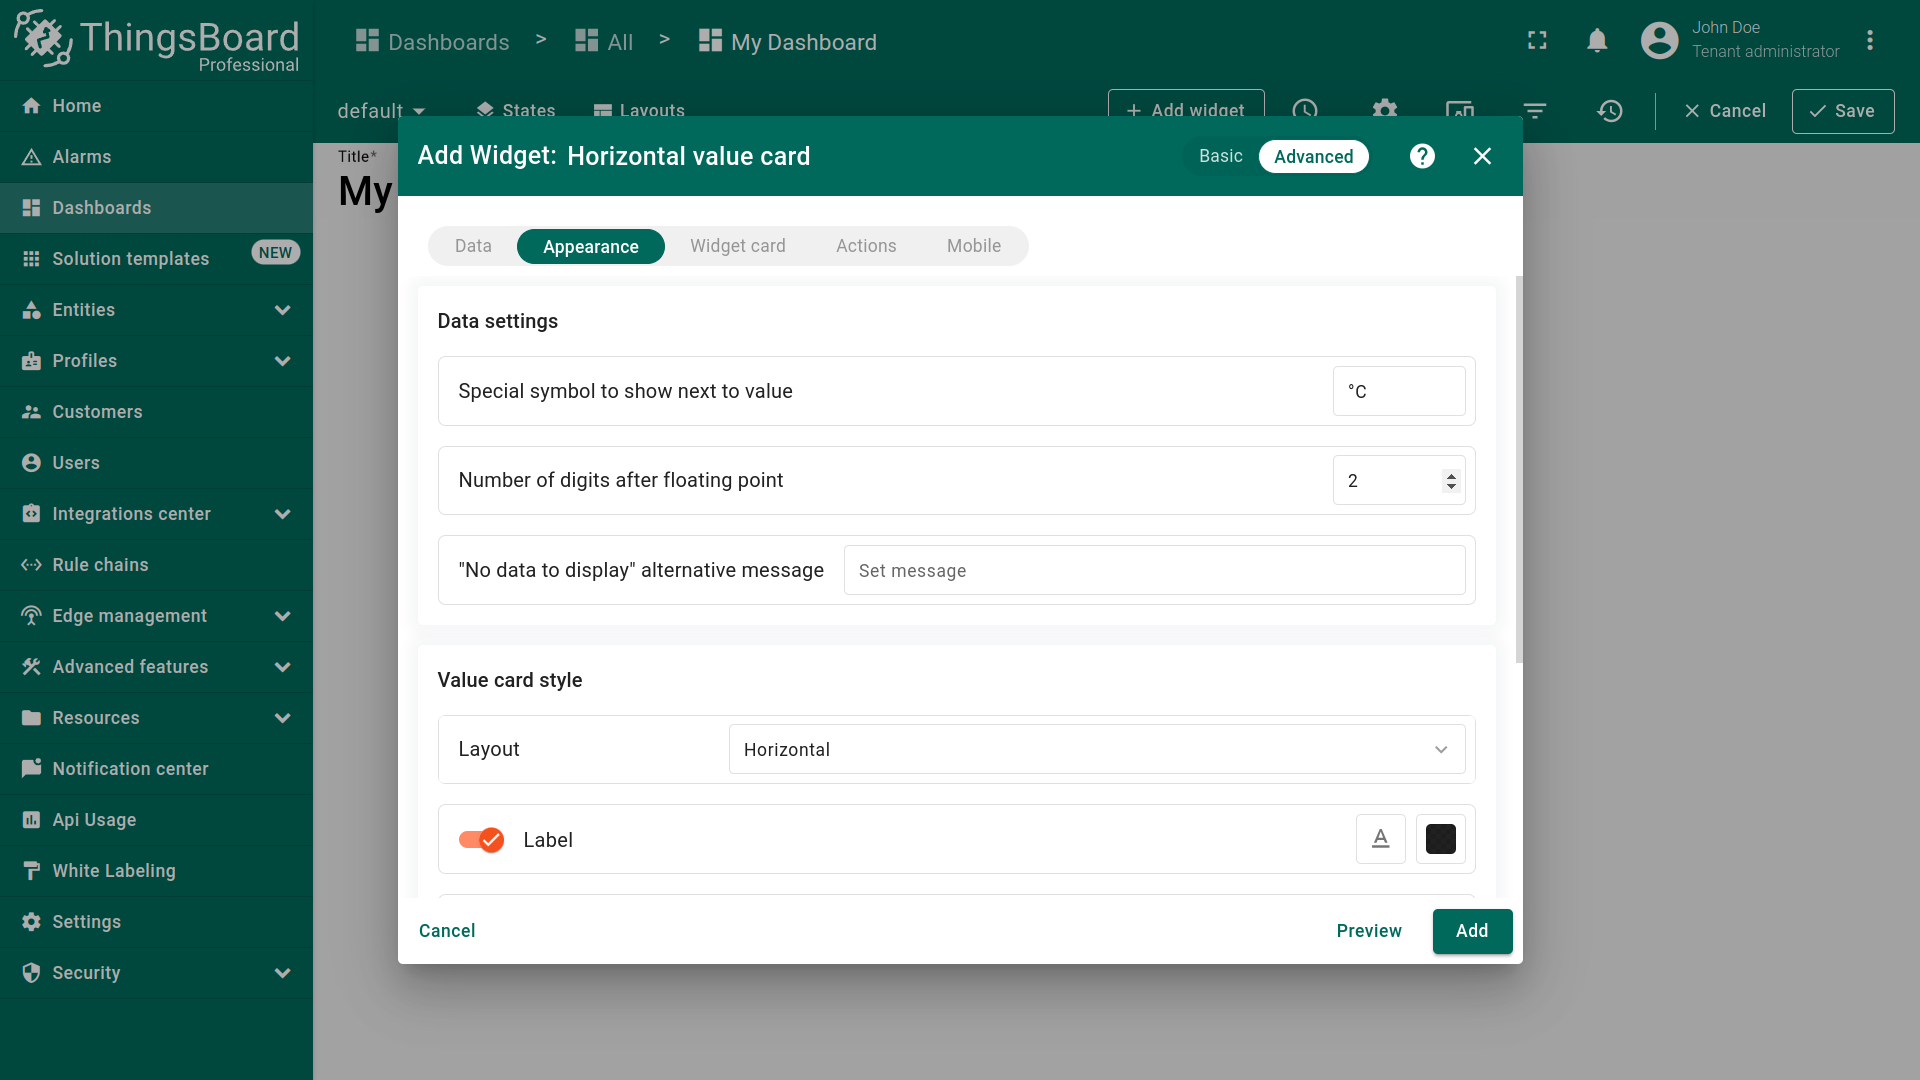 ThingsBoard
Professional
Home
Alarms
Dashboards
Solution templates NEW
Entities
Profiles
Customers
Users
Integrations center
Rule chains
Edge management
Advanced features
Resources
Notification center
Api Usage
White Labeling
Settings
Security
Dashboards > All > My Dashboard
John Doe
Tenant administrator
default States Layouts + Add widget Cancel Save
Title*
My
Add Widget: Horizontal value card Basic Advanced ?
Data Appearance Widget card Actions Mobile
Data settings
Special symbol to show next to value °C
Number of digits after floating point 2
"No data to display" alternative message Set message
Value card style
Layout Horizontal
Label A
Cancel Preview Add